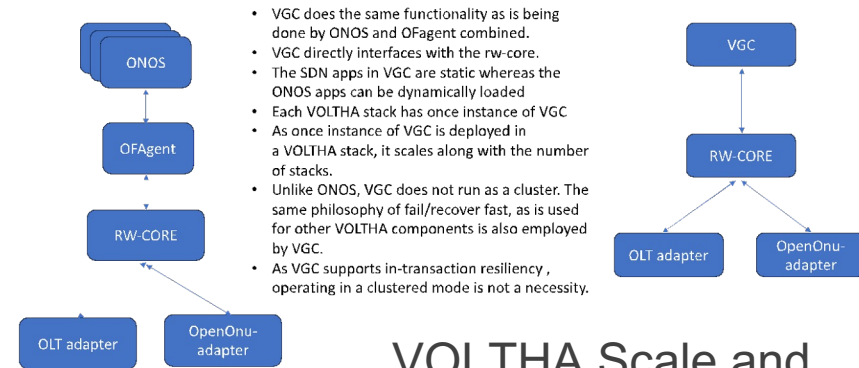 ONOS
OFAgent
RW-CORE
OLT adapter
OpenOnu-
adapter
• VGC does the same functionality as is being
done by ONOS and OFagent combined.
• VGC directly interfaces with the rw-core.
• The SDN apps in VGC are static whereas the
ONOS apps can be dynamically loaded
• Each VOLTHA stack has once instance of VGC
• As once instance of VGC is deployed in
a VOLTHA stack, it scales along with the number
of stacks.
• Unlike ONOS, VGC does not run as a cluster. The
same philosophy of fail/recover fast, as is used
for other VOLTHA components is also employed
by VGC.
• As VGC supports in-transaction resiliency ,
operating in a clustered mode is not a necessity.
VGC
RW-CORE
OLT adapter
OpenOnu-
adapter
VOLTHA Scale and